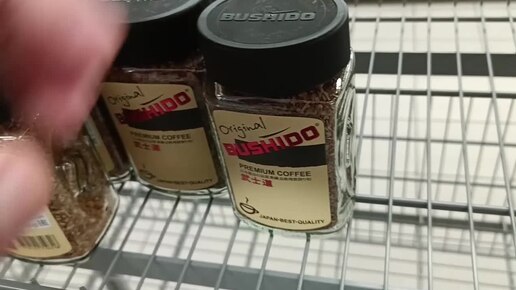 BUSHIDO
Original
BUSHIDO
PREMIUM COFFEE
武士道
Original
BUSHIDO
PREMIUM COFFEE
武士道
JAPAN-BEST-QUALITY